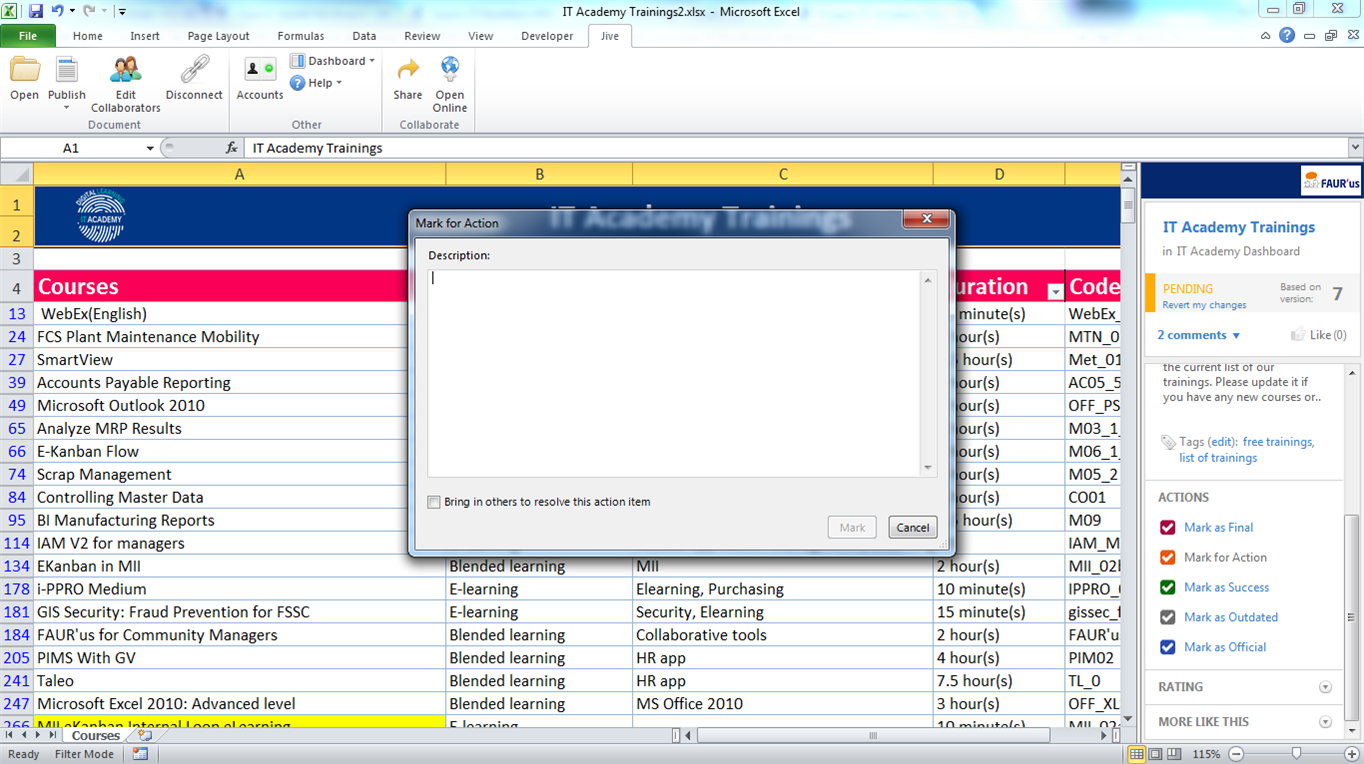 IT Academy Trainings2.xlsx - Microsoft Excel
File Home Insert Page Layout Formulas Data Review View Developer Jive
Open Publish Edit Collaborators Disconnect Accounts Dashboard Help Share Open Online
Document Other Collaborate
A1 fx IT Academy Trainings
A B C D
1
2
DIGITAL LEARNING
IT ACADEMY
IT Academy Trainings
3
4 Courses uration Code
13 WebEx(English) minute(s) WebEx_
24 FCS Plant Maintenance Mobility hour(s) MTN_0
27 SmartView hour(s) Met_01
39 Accounts Payable Reporting hour(s) AC05_5
49 Microsoft Outlook 2010 hour(s) OFF_PS
65 Analyze MRP Results hour(s) M03_1_
66 E-Kanban Flow hour(s) M06_1_
74 Scrap Management hour(s) M05_2
84 Controlling Master Data hour(s) CO01
95 BI Manufacturing Reports hour(s) M09
114 IAM V2 for managers IAM_M
134 EKanban in MII Blended learning MII 2 hour(s) MII_02
178 i-PPRO Medium E-learning Elearning, Purchasing 10 minute(s) IPPRO_
181 GIS Security: Fraud Prevention for FSSC E-learning Security, Elearning 15 minute(s) gissec_f
184 FAUR'us for Community Managers Blended learning Collaborative tools 2 hour(s) FAUR'u
205 PIMS With GV Blended learning HR app 4 hour(s) PIM02
241 Taleo Blended learning HR app 7.5 hour(s) TL_0
247 Microsoft Excel 2010: Advanced level Blended learning MS Office 2010 3 hour(s) OFF_XL
266 MII eKanban Internal Loop eLearning E-learning 10 minute(s) MII_02
Mark for Action
Description:
Bring in others to resolve this action item
Mark Cancel
FAUR'us
IT Academy Trainings
in IT Academy Dashboard
PENDING
Revert my changes
Based on version: 7
2 comments Like (0)
the current list of our
trainings. Please update it if
you have any new courses or..
Tags (edit): free trainings,
list of trainings
ACTIONS
Mark as Final
Mark for Action
Mark as Success
Mark as Outdated
Mark as Official
RATING
MORE LIKE THIS
Courses
Ready Filter Mode 115%